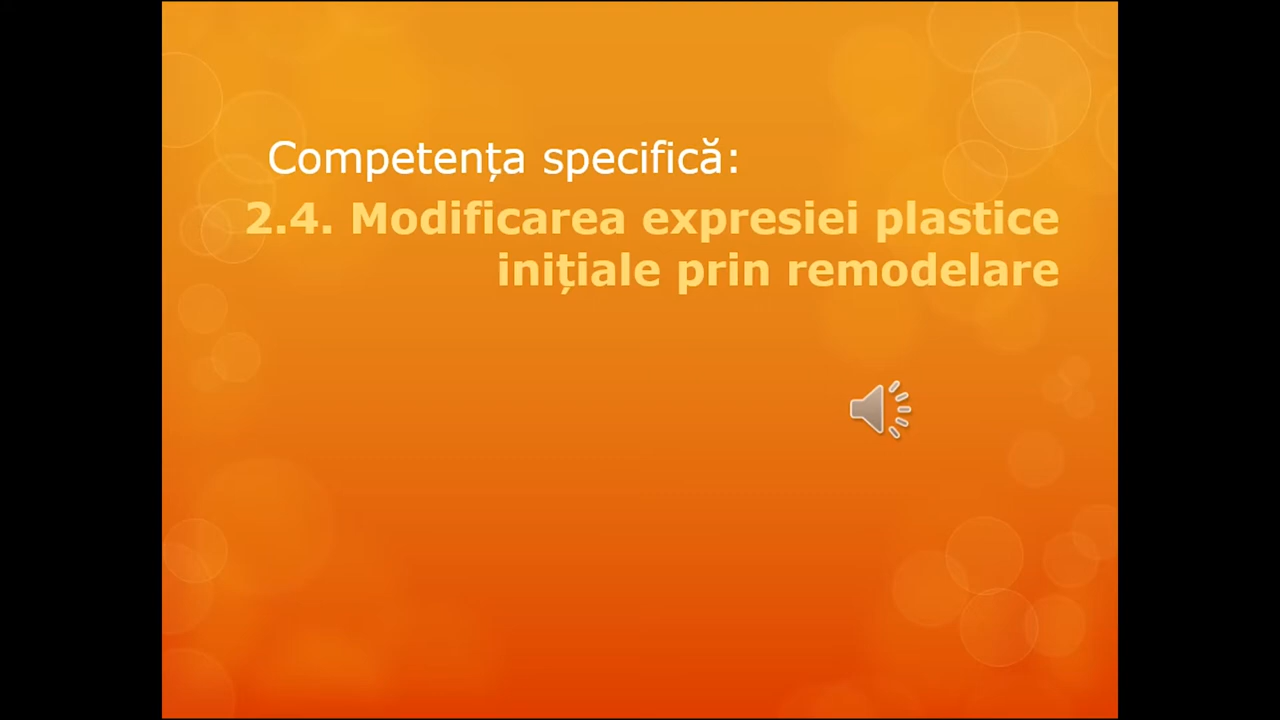 Competența specifică:
2.4. Modificarea expresiei plastice
inițiale prin remodelare